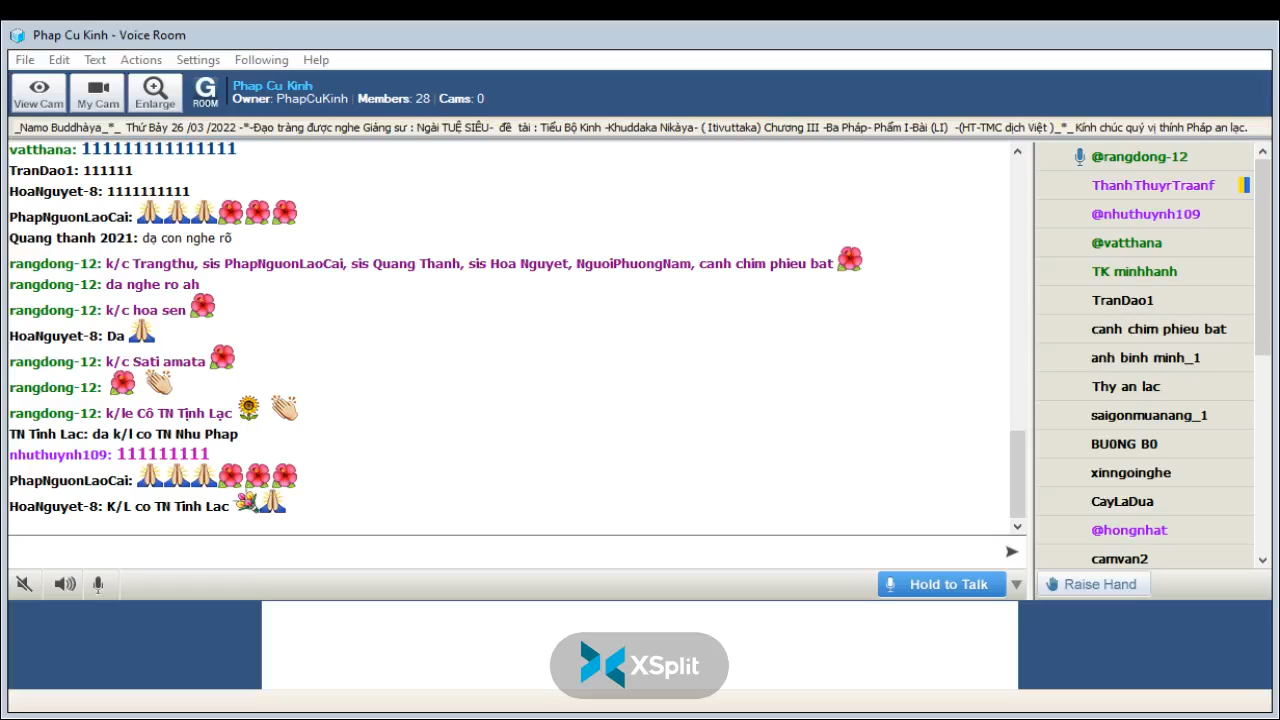 Phap Cu Kinh - Voice Room
File Edit Text Actions Settings Following Help
View Cam
My Cam
Enlarge
G ROOM
Phap Cu Kinh
Owner: PhapCuKinh Members: 28 Cams: 0
_Namo Buddhàya_*_ Thứ Bảy 26 /03 /2022 -*-Đạo tràng được nghe Giảng sư : Ngài TUỆ SIÊU- đề tài : Tiểu Bộ Kinh -Khuddaka Nikàya- ( Itivuttaka) Chương III -Ba Pháp- Phẩm I-Bài (LI) -(HT-TMC dịch Việt )_*_ Kính chúc quý vị thính Pháp an lạc.
vatthana: 111111111111111
TranDao1: 111111
HoaNguyet-8: 1111111111
PhapNguonLaoCai:
Quang thanh 2021: dạ con nghe rõ
rangdong-12: k/c Trangthu, sis PhapNguonLaoCai, sis Quang Thanh, sis Hoa Nguyet, NguoiPhuongNam, canh chim phieu bat
rangdong-12: da nghe ro ah
rangdong-12: k/c hoa sen
HoaNguyet-8: Da
rangdong-12: k/c Sati amata
rangdong-12:
rangdong-12: k/le Cô TN Tịnh Lạc
TN Tinh Lac: da k/l co TN Nhu Phap
nhuthuynh109: 111111111
PhapNguonLaoCai:
HoaNguyet-8: K/L co TN Tinh Lac
@rangdong-12
ThanhThuyrTraanf
@nhuthuynh109
@vatthana
TK minhhanh
TranDao1
canh chim phieu bat
anh binh minh_1
Thy an lac
saigonmuanang_1
BU0NG B0
xinngoinghe
CayLaDua
@hongnhat
camvan2
Hold to Talk
Raise Hand
XSplit